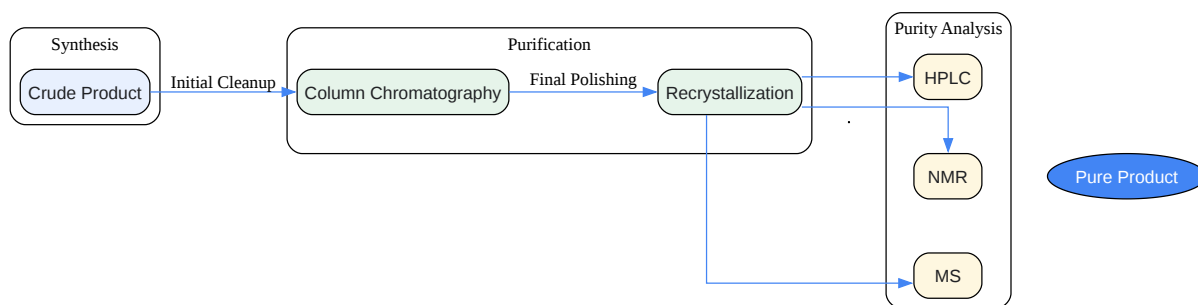 Synthesis
Crude Product
Initial Cleanup
Purification
Column Chromatography
Final Polishing
Recrystallization
Purity Analysis
HPLC
NMR
MS
Pure Product